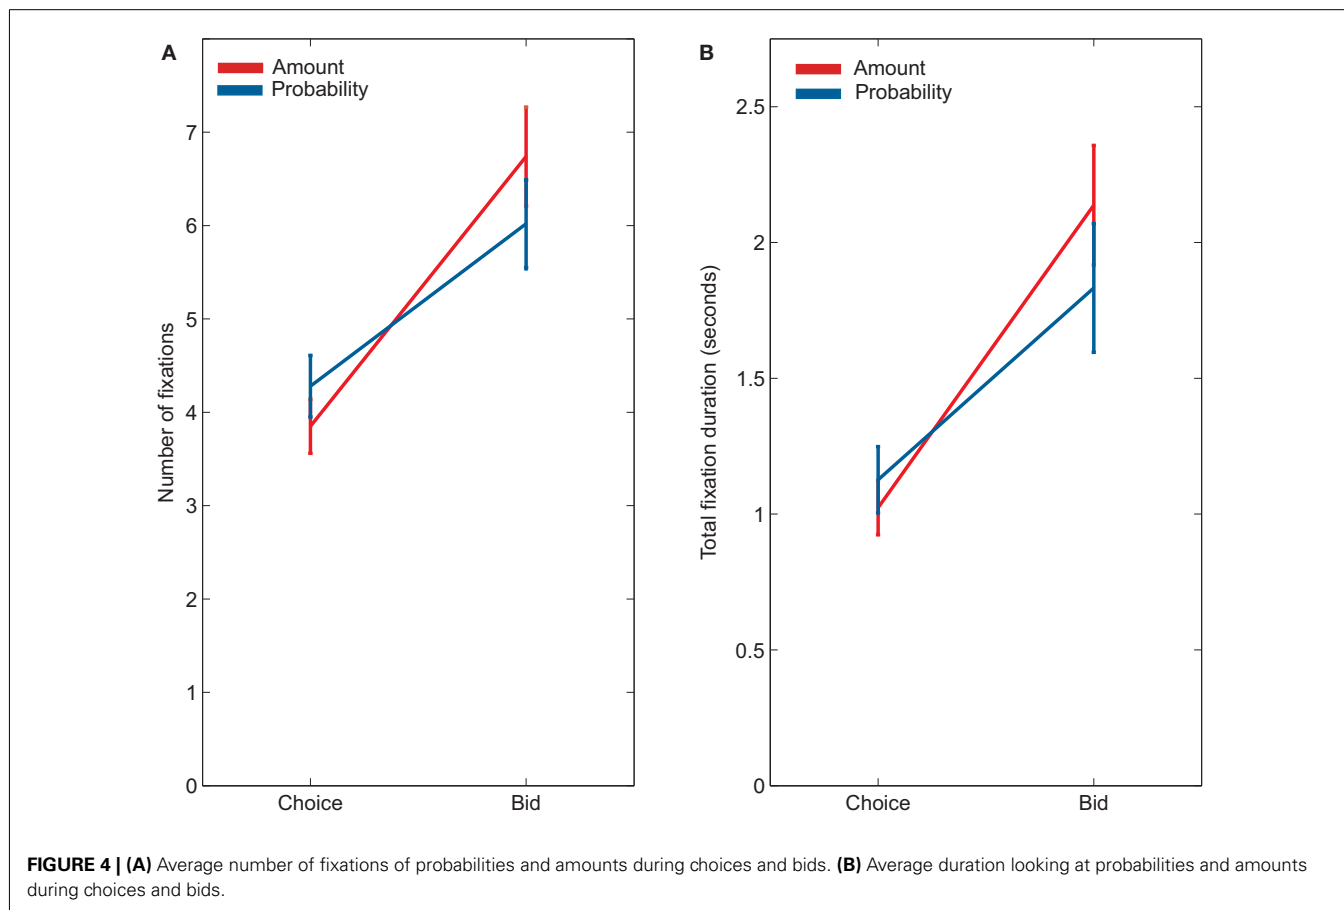 A
Amount
Probability
7
6
5
4
3
2
1
0
Number of fixations
Choice
Bid
B
Amount
Probability
2.5
2
1.5
1
0.5
0
Total fixation duration (seconds)
Choice
Bid
FIGURE 4 | (A) Average number of fixations of probabilities and amounts during choices and bids. (B) Average duration looking at probabilities and amounts
during choices and bids.